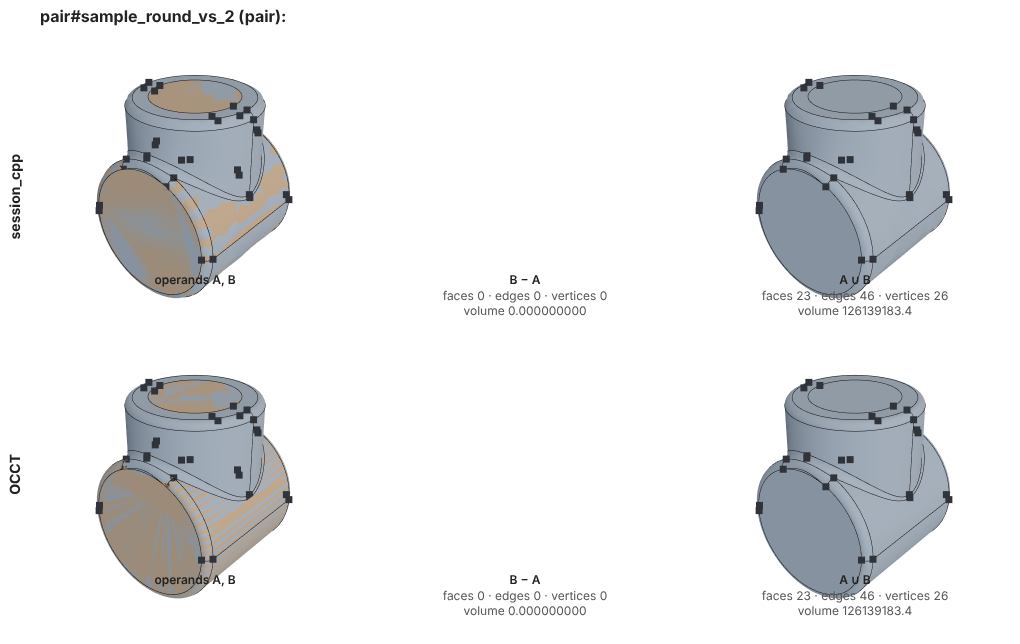 pair#sample_round_vs_2 (pair):
session_cpp
operands A, B
B − A
faces 0 · edges 0 · vertices 0
volume 0.000000000
A ∪ B
faces 23 · edges 46 · vertices 26
volume 126139183.4
OCCT
operands A, B
B − A
faces 0 · edges 0 · vertices 0
volume 0.000000000
A ∪ B
faces 23 · edges 46 · vertices 26
volume 126139183.4